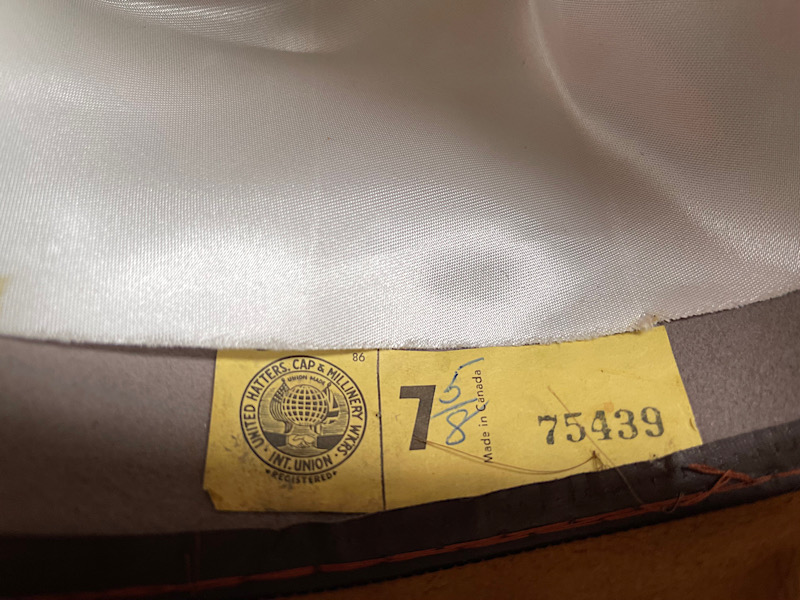 86
UNITED HATTERS, CAP & MILLINERY WKRS
UNION MADE
INT. UNION
REGISTERED
7 5/8
Made in Canada
75439